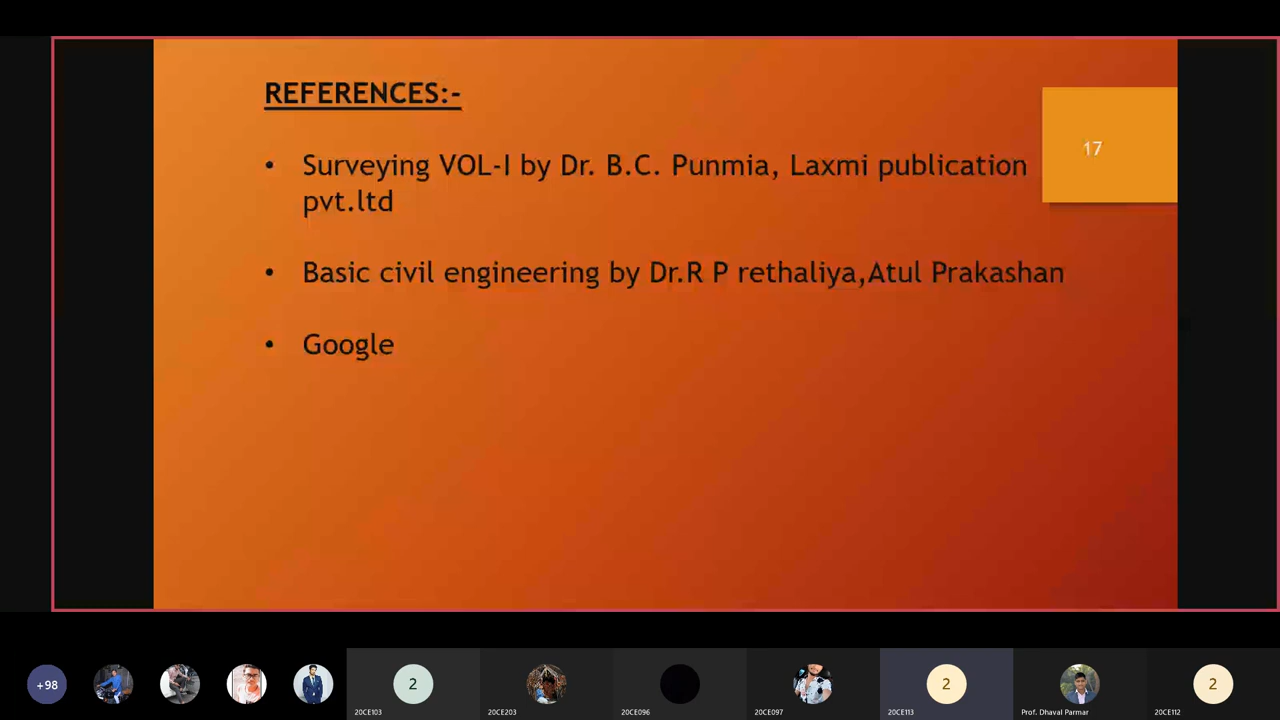 REFERENCES:-
17
• Surveying VOL-I by Dr. B.C. Punmia, Laxmi publication
pvt.ltd
• Basic civil engineering by Dr.R P rethaliya,Atul Prakashan
• Google
+98
2
2
2
20CE103
20CE203
20CE096
20CE097
20CE113
Prof. Dhaval Parmar
20CE112